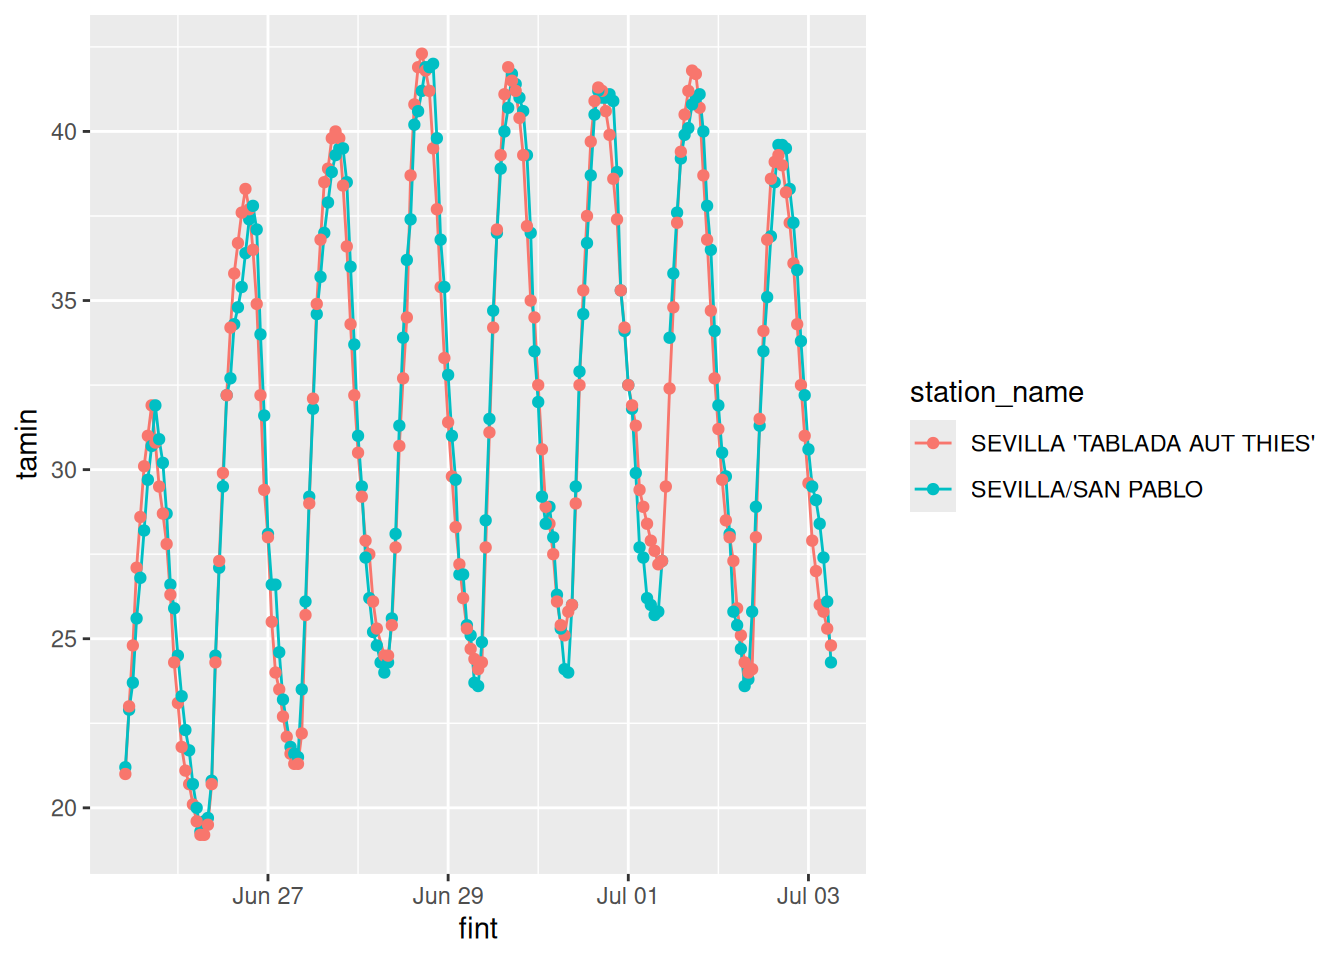 40
35
30
25
20
tamin
Jun 27
Jun 29
Jul 01
Jul 03
fint
station_name
SEVILLA 'TABLADA AUT THIES'
SEVILLA/SAN PABLO